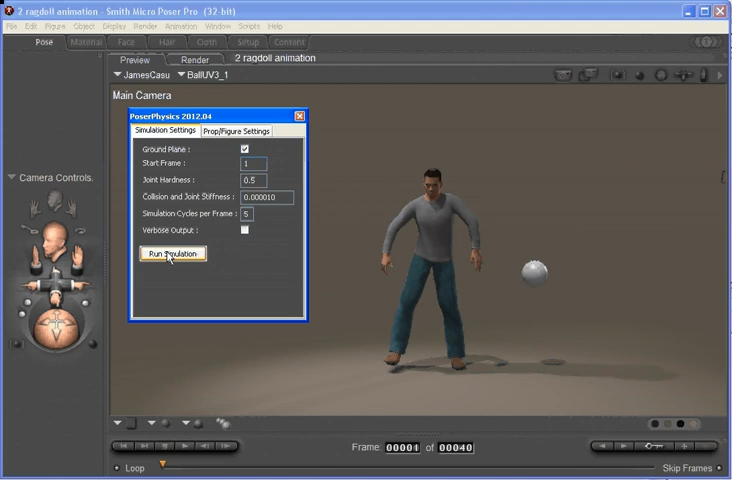 2 ragdoll animation - Smith Micro Poser Pro (32-bit)
File Edit Figure Object Display Render Animation Window Scripts Help
Pose Material Face Hair Cloth Setup Content
Preview Render 2 ragdoll animation
JamesCasu BallUV3_1
Main Camera
PoserPhysics 2012.04
Simulation Settings Prop/Figure Settings
Ground Plane :
Start Frame : 1
Joint Hardness : 0.5
Collision and Joint Stiffness : 0.000010
Simulation Cycles per Frame : 5
Verbose Output :
Run Simulation
Camera Controls.
Frame: 00001 of 00040
Loop
Skip Frames